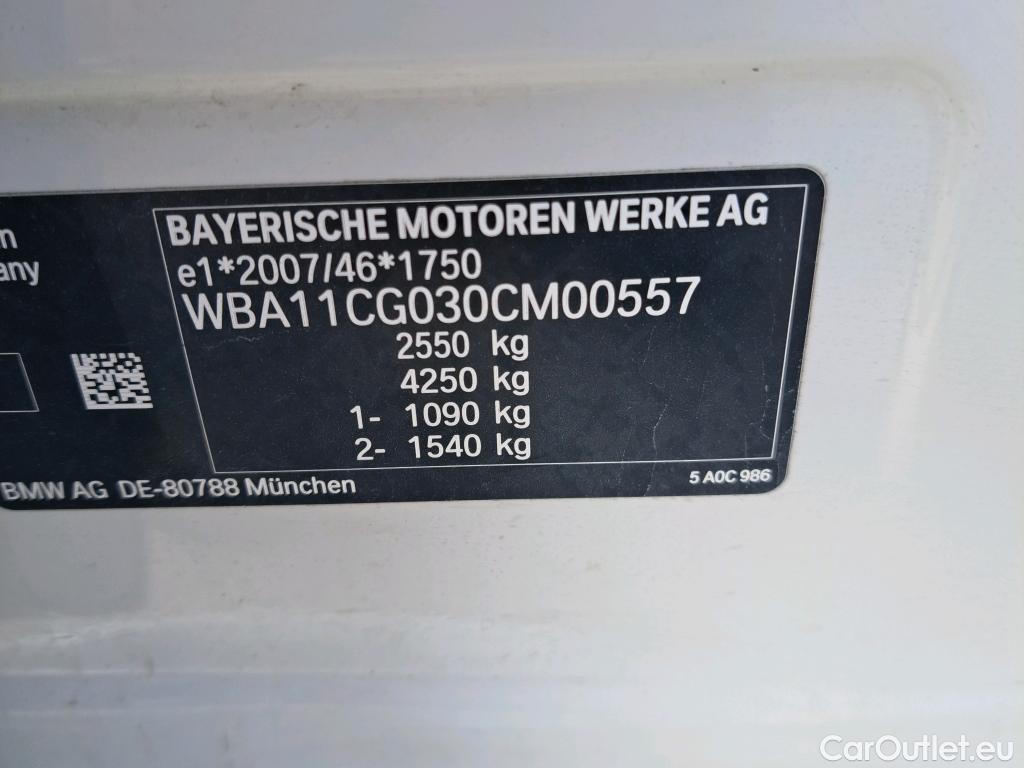 n
any
BAYERISCHE MOTOREN WERKE AG
e1*2007/46*1750
WBA11CG030CM00557
2550 kg
4250 kg
1- 1090 kg
2- 1540 kg
BMW AG DE-80788 München
5 A0C 986
CarOutlet.eu